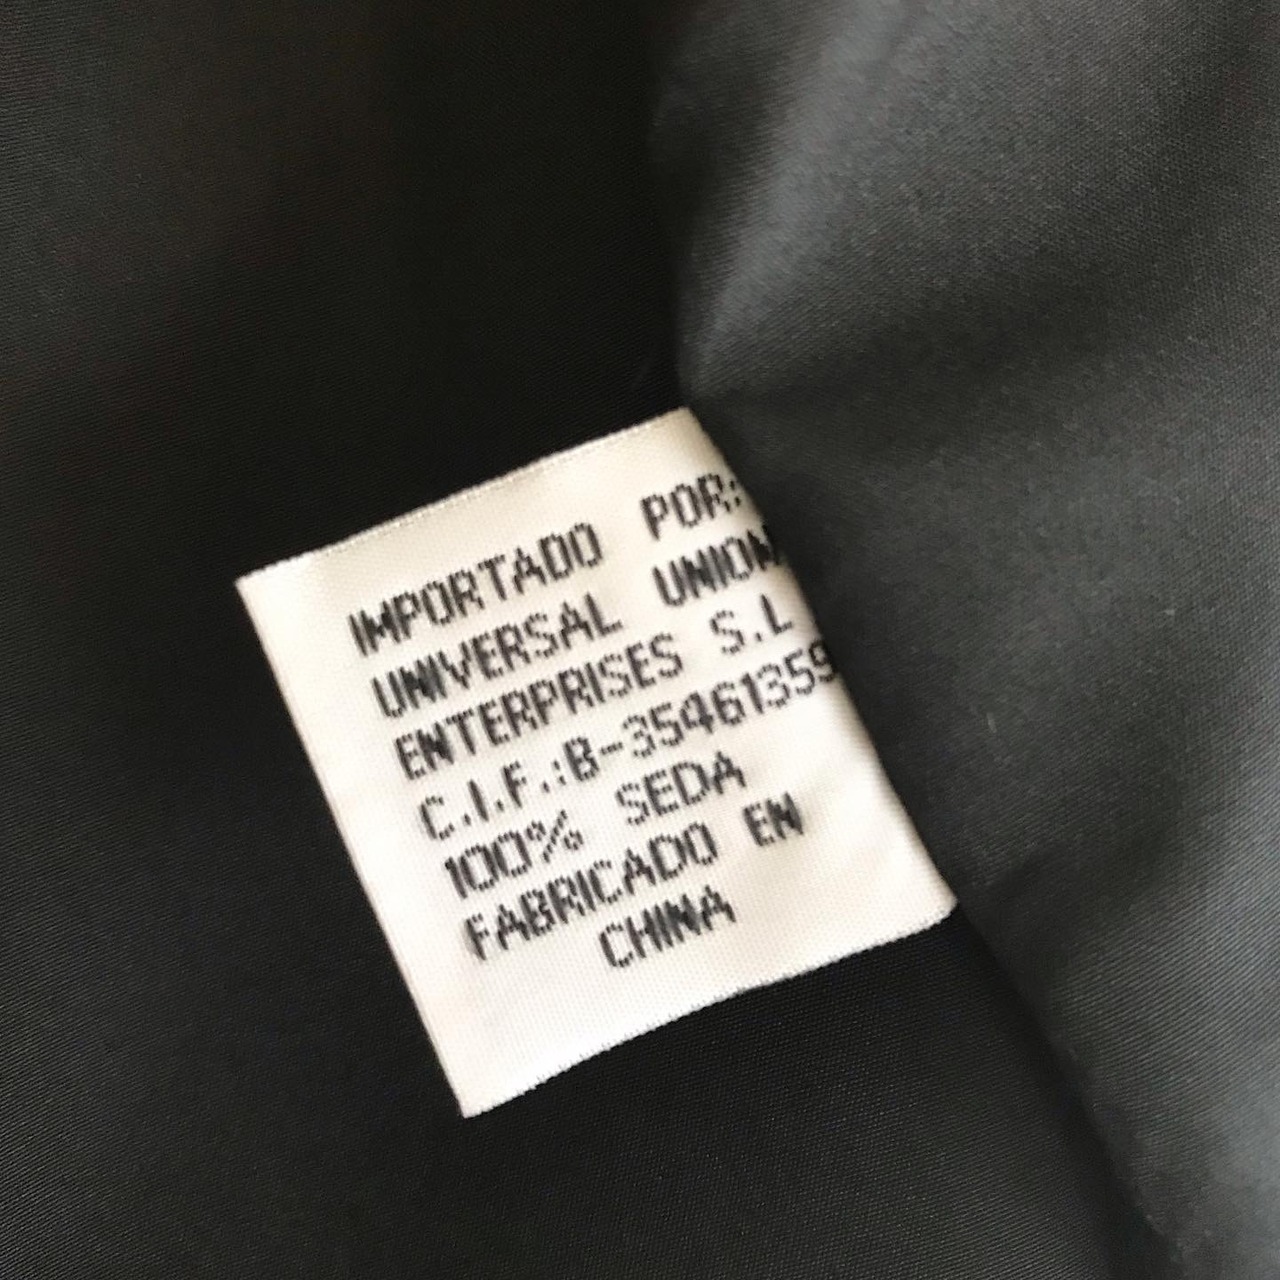 IMPORTADO POR:
UNIVERSAL UNION
ENTERPRISES S.L
C.I.F.:B-35461359
100% SEDA
FABRICADO EN
CHINA